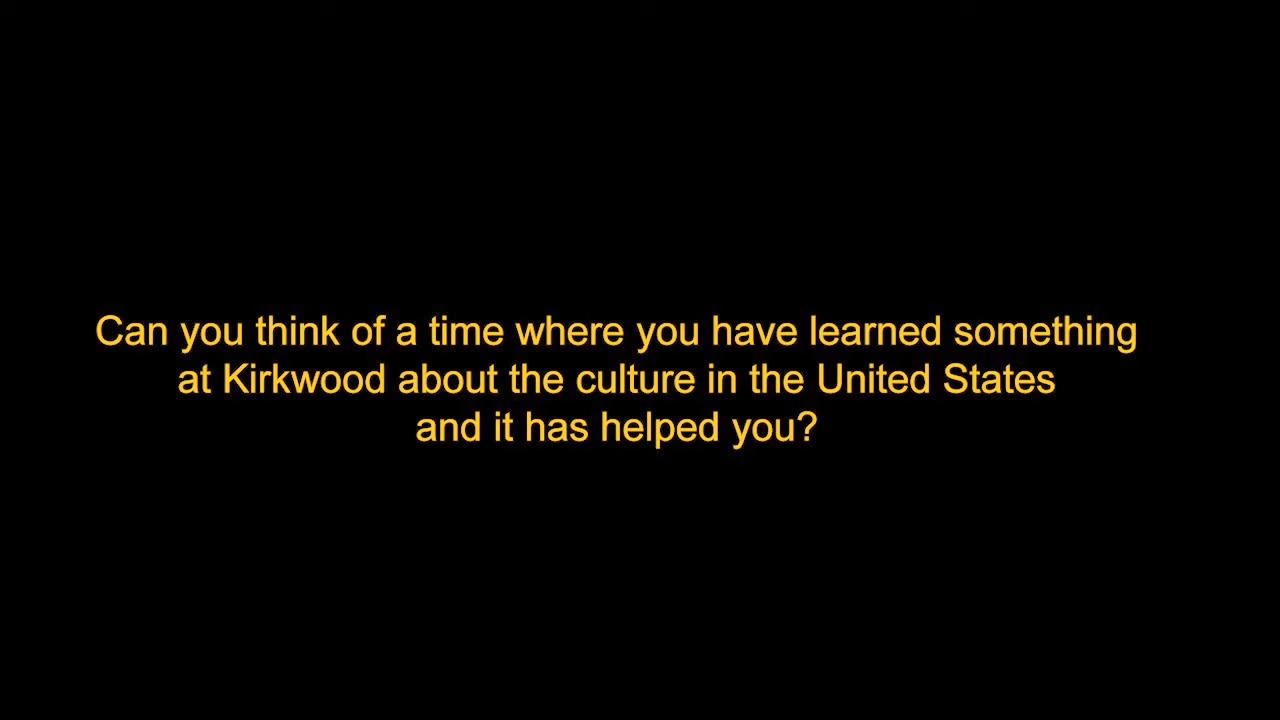 Can you think of a time where you have learned something
at Kirkwood about the culture in the United States
and it has helped you?